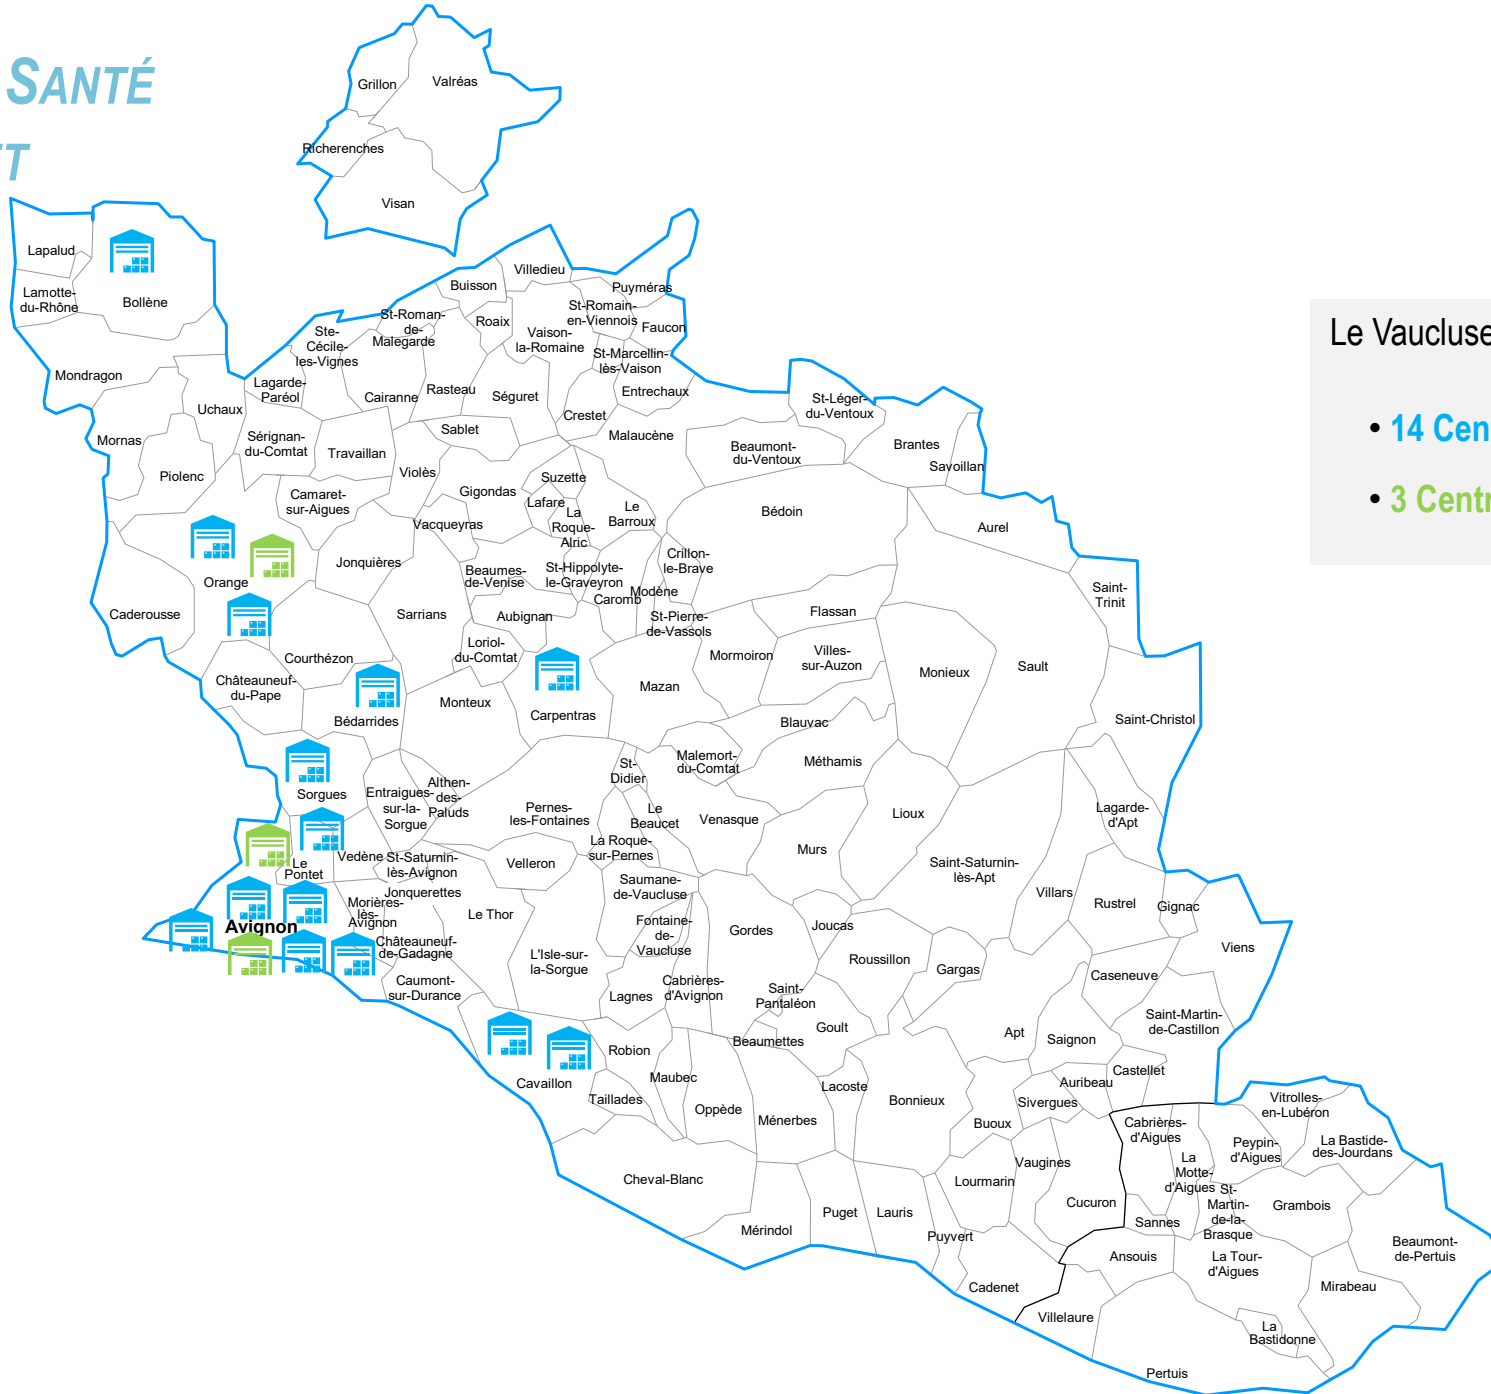 SANTÉ
ET
Grillon
Valréas
Richerenches
Visan
Lapalud
Lamotte-
du-Rhône
Bollène
Mondragon
Buisson
Villedieu
Puyméras
St-Roman-
de-
Malegarde
Roaix
Vaison-
la-Romaine
St-Romain-
en-Viennois
Faucon
Ste-
Cécile-
les-Vignes
St-Marcellin-
lès-Vaison
Lagarde-
Paréol
Cairanne
Rasteau
Séguret
Crestet
Entrechaux
Uchaux
St-Léger-
du-Ventoux
Mornas
Sérignan-
du-Comtat
Travaillan
Sablet
Malaucène
Beaumont-
du-Ventoux
Brantes
Savoillan
Piolenc
Violès
Camaret-
sur-Aigues
Gigondas
Suzette
Lafare
La
Roque-
Alric
Le
Barroux
Bédoin
Aurel
Vacqueyras
Orange
Jonquières
Beaumes-
de-Venise
St-Hippolyte-
le-Graveyron
Crillon-
le-Brave
Modène
Caromb
Saint-
Trinit
Caderousse
Sarrians
Aubignan
St-Pierre-
de-Vassols
Flassan
Loriol-
du-Comtat
Courthézon
Mormoiron
Villes-
sur-Auzon
Monieux
Sault
Châteauneuf-
du-Pape
Mazan
Monteux
Carpentras
Bédarrides
Blauvac
Saint-Christol
St-
Didier
Malemort-
du-Comtat
Méthamis
Sorgues
Entraigues-
sur-la-
Sorgue
Althen-
des-
Paluds
Pernes-
les-Fontaines
Le
Beaucet
Venasque
Lioux
Lagarde-
d'Apt
Le
Pontet
Vedène
St-Saturnin-
lès-Avignon
Velleron
La Roque-
sur-Pernes
Murs
Saint-Saturnin-
lès-Apt
Villars
Rustrel
Gignac
Jonquerettes
Morières-
lès-
Avignon
Avignon
Le Thor
Saumane-
de-Vaucluse
Fontaine-
de-
Vaucluse
Gordes
Joucas
Châteauneuf-
de-Gadagne
L'Isle-sur-
la-Sorgue
Roussillon
Gargas
Viens
Caumont-
sur-Durance
Lagnes
Cabrières-
d'Avignon
Saint-
Pantaléon
Caseneuve
Saint-Martin-
de-Castillon
Beaumettes
Goult
Apt
Saignon
Robion
Cavaillon
Maubec
Taillades
Oppède
Ménerbes
Lacoste
Bonnieux
Buoux
Sivergues
Auribeau
Castellet
Vitrolles-
en-Lubéron
Cabrières-
d'Aigues
Peypin-
d'Aigues
La Bastide-
des-Jourdans
La
Motte-
d'Aigues
St-
Martin-
de-la-
Brasque
Cheval-Blanc
Vaugines
Lourmarin
Cucuron
Grambois
Mérindol
Puget
Lauris
Puyvert
Sannes
Ansouis
La Tour-
d'Aigues
Beaumont-
de-Pertuis
Mirabeau
Cadenet
Villelaure
La
Bastidonne
Pertuis
Le Vaucluse
• 14 Cen
• 3 Cent